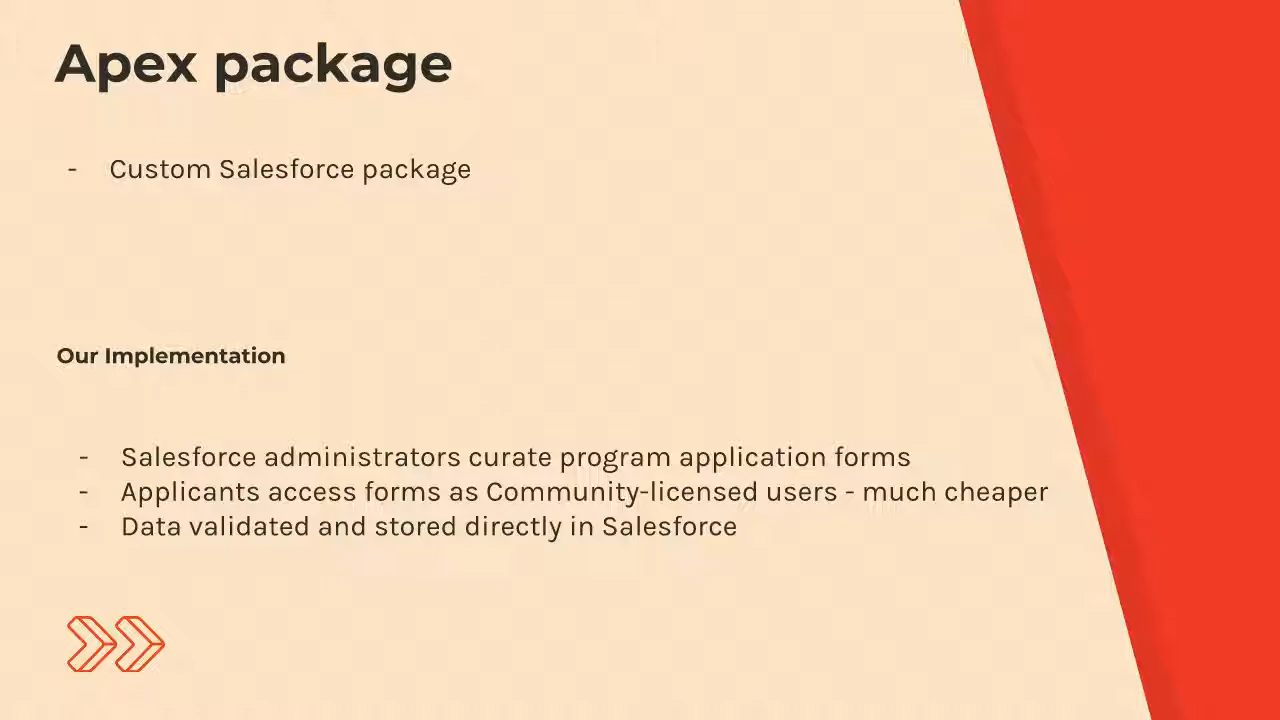 Apex package
- Custom Salesforce package
Our Implementation
- Salesforce administrators curate program application forms
- Applicants access forms as Community-licensed users - much cheaper
- Data validated and stored directly in Salesforce